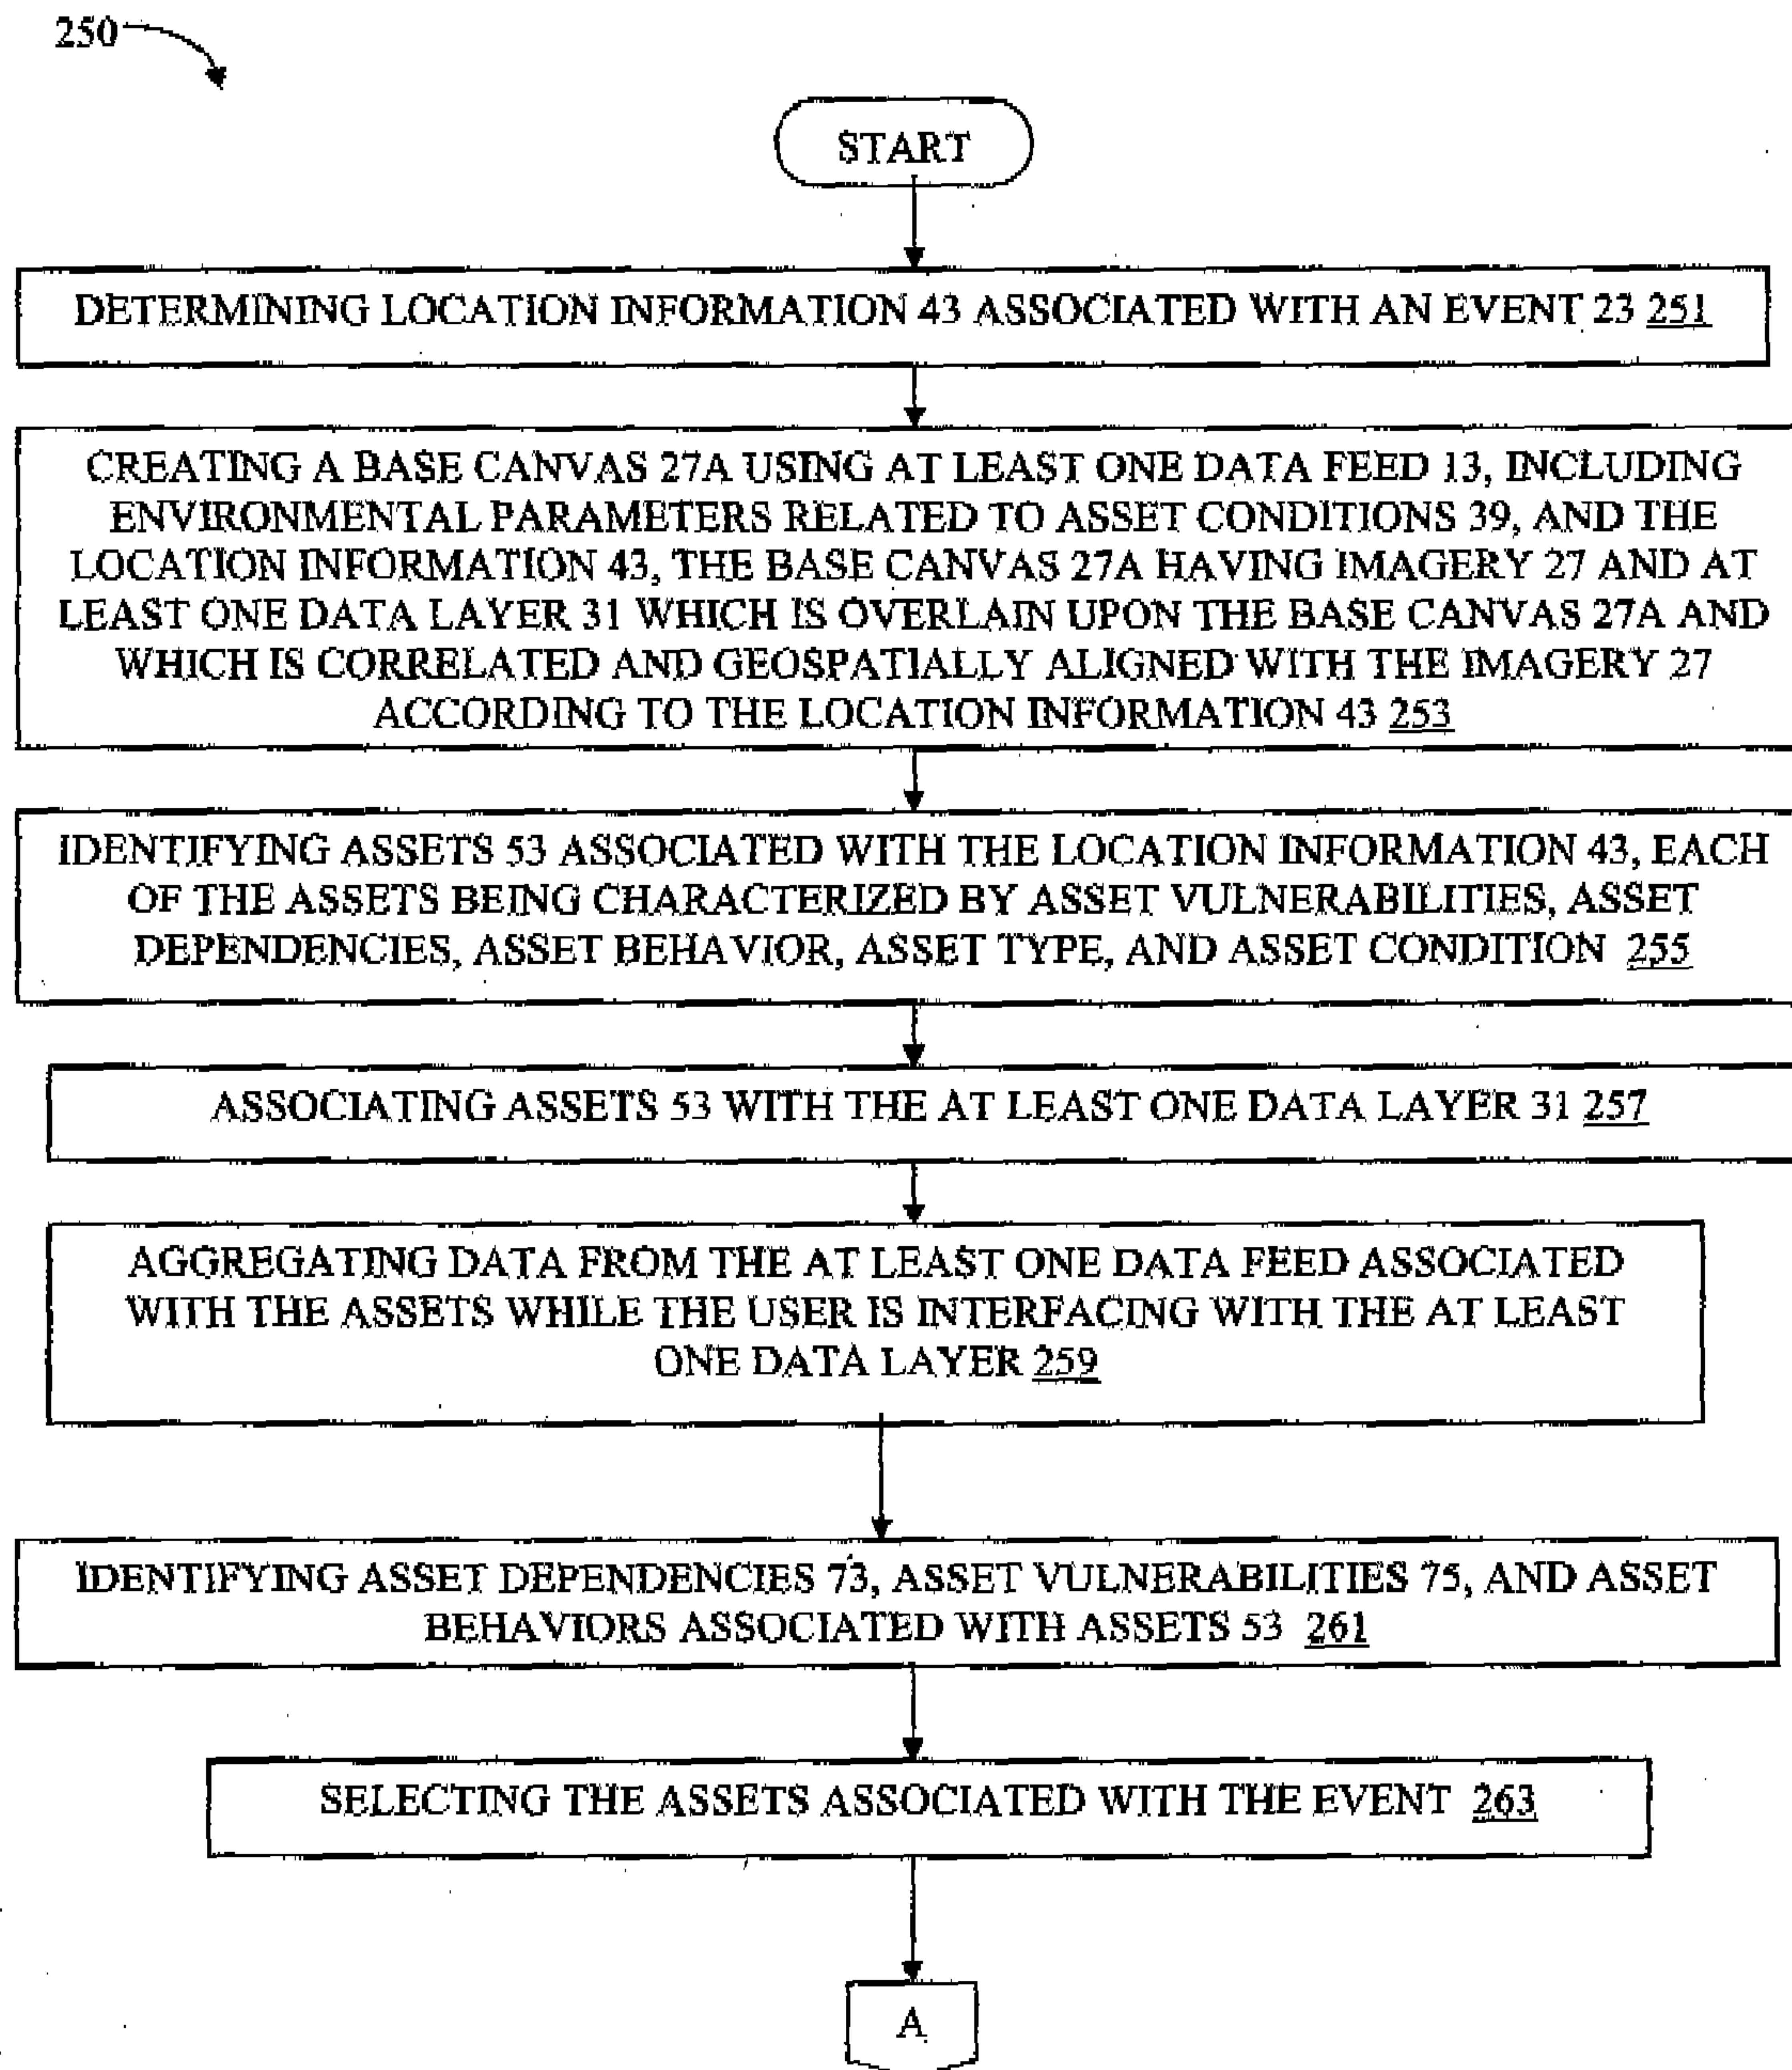 250
START
DETERMINING LOCATION INFORMATION 43 ASSOCIATED WITH AN EVENT 23 251
CREATING A BASE CANVAS 27A USING AT LEAST ONE DATA FEED 13, INCLUDING
ENVIRONMENTAL PARAMETERS RELATED TO ASSET CONDITIONS 39, AND THE
LOCATION INFORMATION 43, THE BASE CANVAS 27A HAVING IMAGERY 27 AND AT
LEAST ONE DATA LAYER 31 WHICH IS OVERLAIN UPON THE BASE CANVAS 27A AND
WHICH IS CORRELATED AND GEOSPATIALLY ALIGNED WITH THE IMAGERY 27
ACCORDING TO THE LOCATION INFORMATION 43 253
IDENTIFYING ASSETS 53 ASSOCIATED WITH THE LOCATION INFORMATION 43, EACH
OF THE ASSETS BEING CHARACTERIZED BY ASSET VULNERABILITIES, ASSET
DEPENDENCIES, ASSET BEHAVIOR, ASSET TYPE, AND ASSET CONDITION 255
ASSOCIATING ASSETS 53 WITH THE AT LEAST ONE DATA LAYER 31 257
AGGREGATING DATA FROM THE AT LEAST ONE DATA FEED ASSOCIATED
WITH THE ASSETS WHILE THE USER IS INTERFACING WITH THE AT LEAST
ONE DATA LAYER 259
IDENTIFYING ASSET DEPENDENCIES 73, ASSET VULNERABILITIES 75, AND ASSET
BEHAVIORS ASSOCIATED WITH ASSETS 53 261
SELECTING THE ASSETS ASSOCIATED WITH THE EVENT 263
A